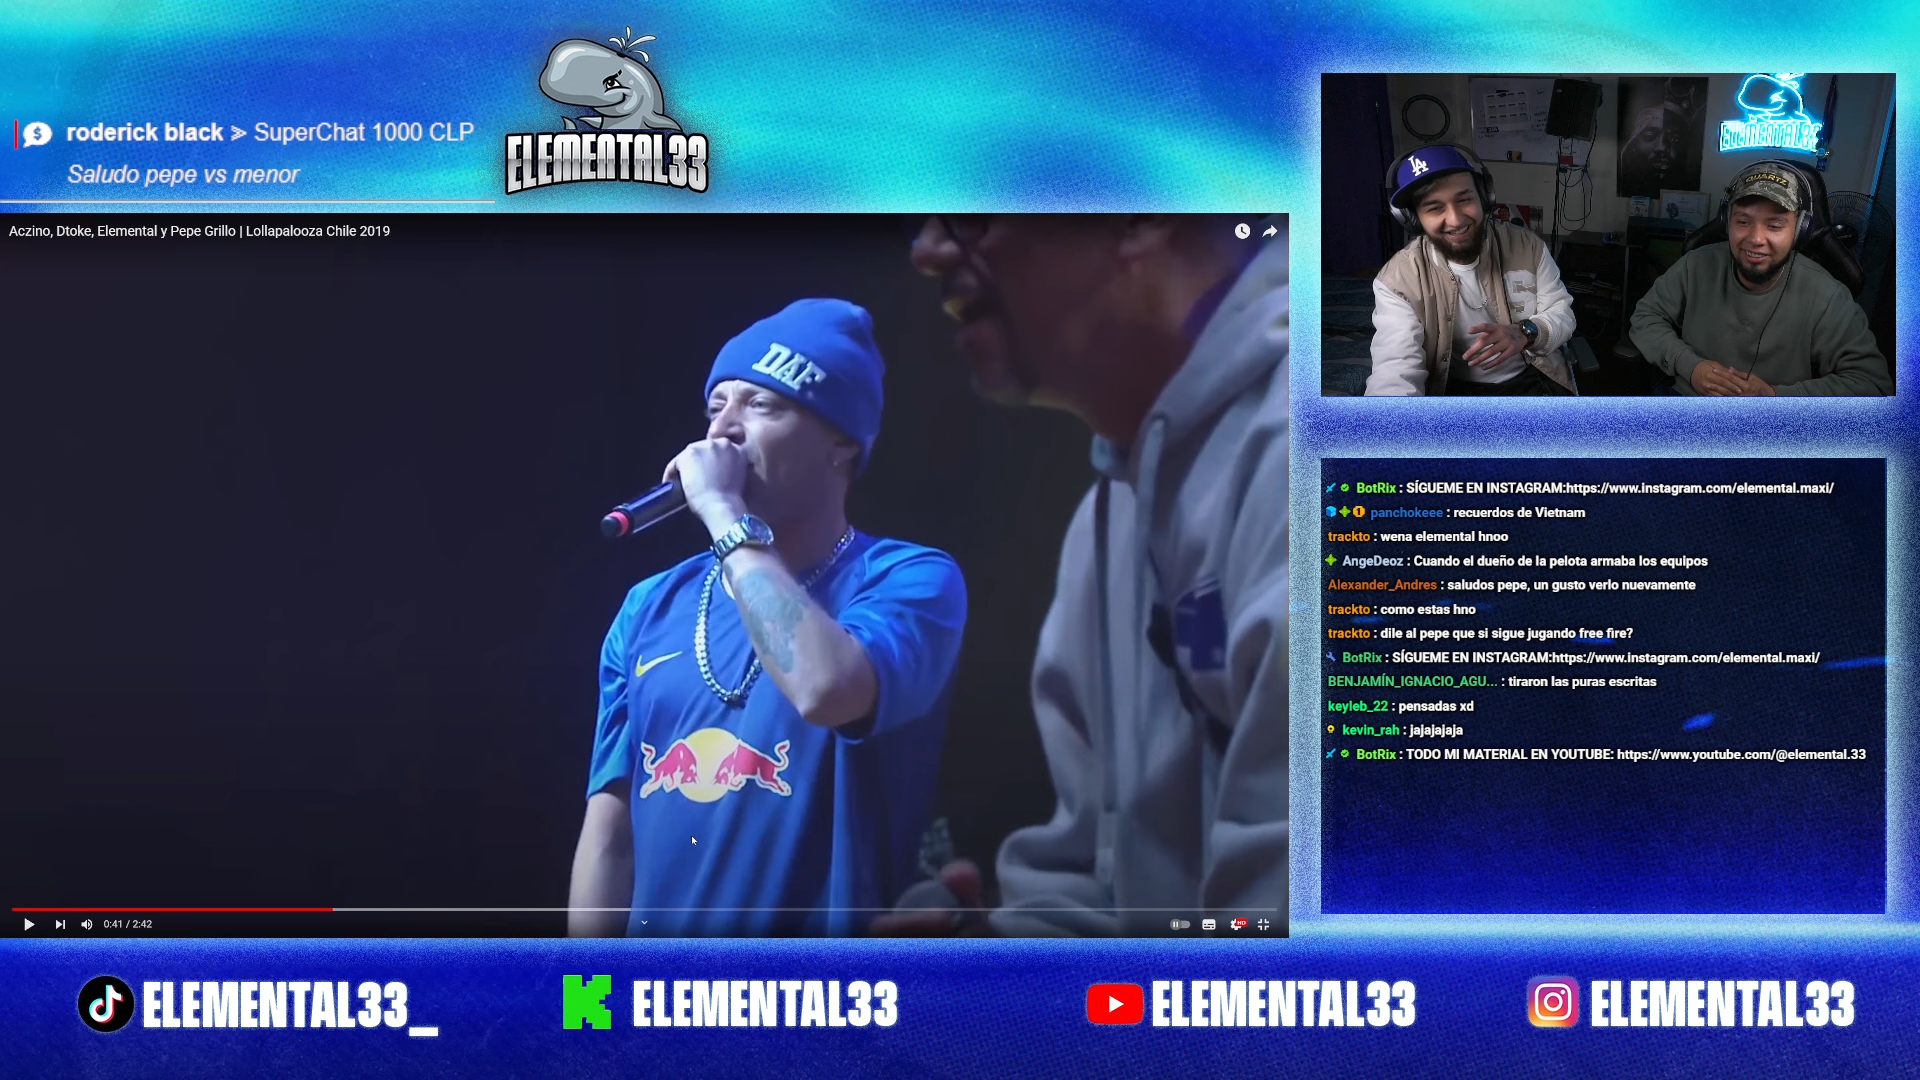 roderick black ⪢ SuperChat 1000 CLP
Saludo pepe vs menor
ELEMENTAL33
Aczino, Dtoke, Elemental y Pepe Grillo | Lollapalooza Chile 2019
DAF
0:41 / 2:42
HD
LA
QUARTZ
ELEMENTAL33
BotRix : SÍGUEME EN INSTAGRAM:https://www.instagram.com/elemental.maxi/
panchokeee : recuerdos de Vietnam
trackto : wena elemental hnoo
AngeDeoz : Cuando el dueño de la pelota armaba los equipos
Alexander_Andres : saludos pepe, un gusto verlo nuevamente
trackto : como estas hno
trackto : dile al pepe que si sigue jugando free fire?
BotRix : SÍGUEME EN INSTAGRAM:https://www.instagram.com/elemental.maxi/
BENJAMÍN_IGNACIO_AGU... : tiraron las puras escritas
keyleb_22 : pensadas xd
kevin_rah : jajajajaja
BotRix : TODO MI MATERIAL EN YOUTUBE: https://www.youtube.com/@elemental.33
ELEMENTAL33_
ELEMENTAL33
ELEMENTAL33
ELEMENTAL33